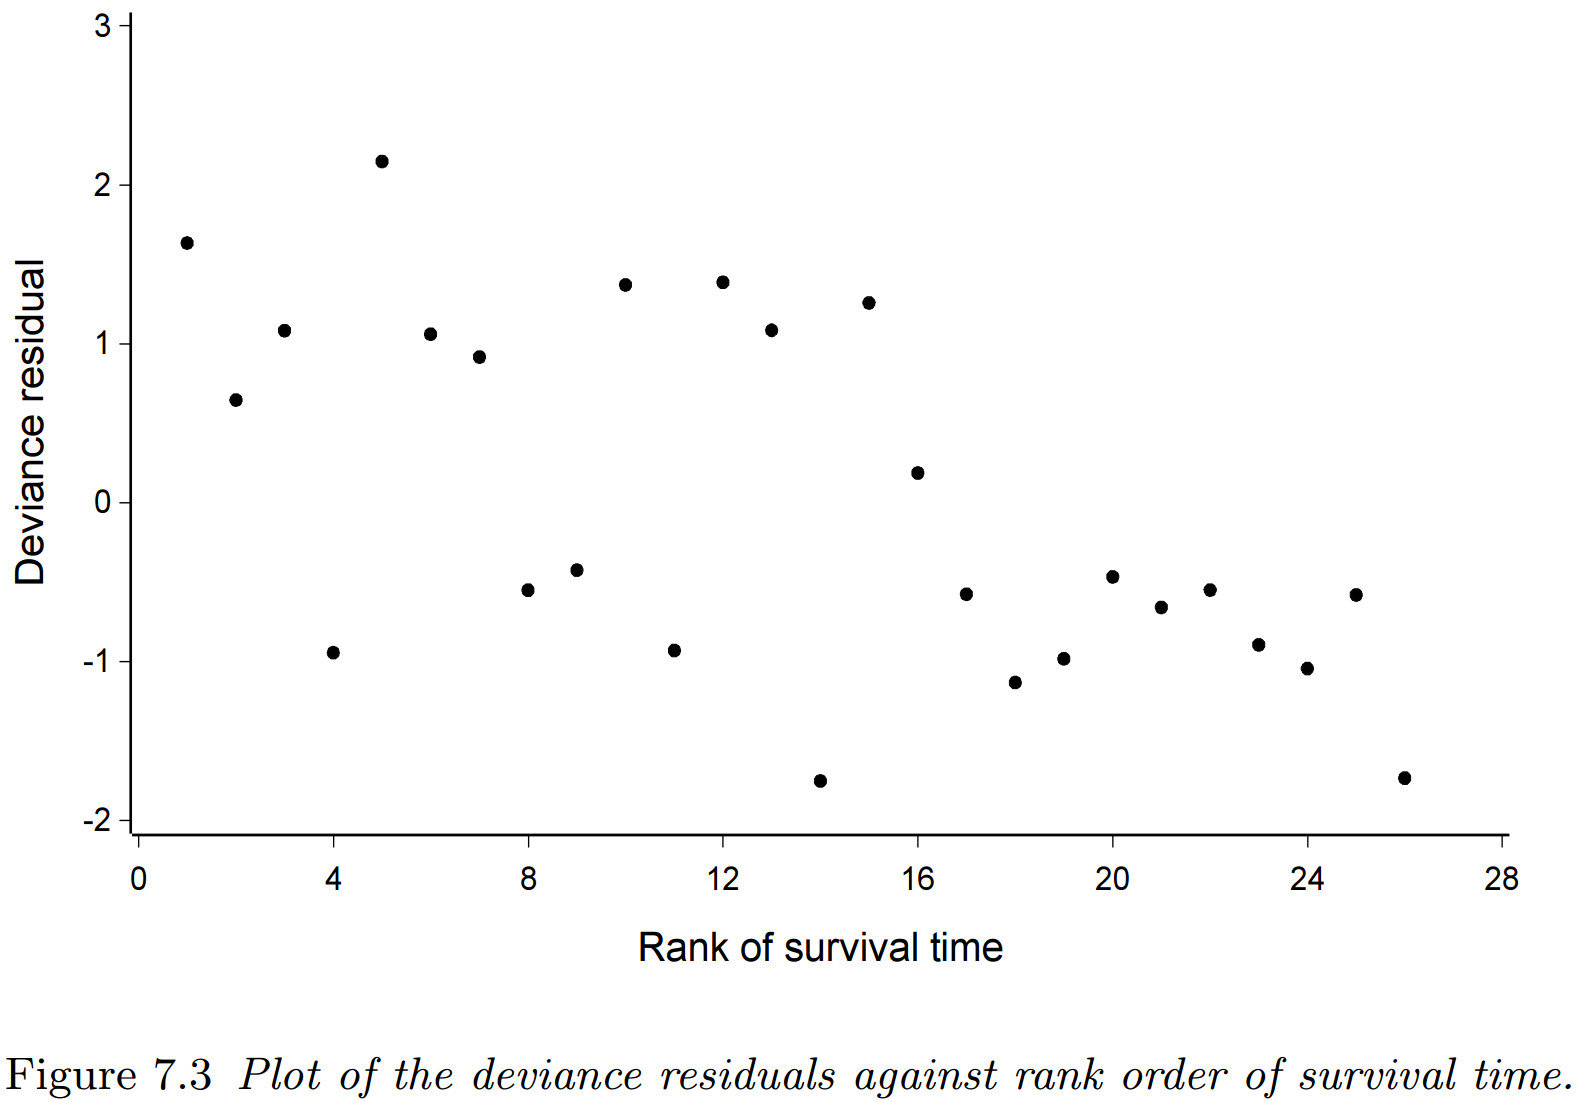 3
2
1
0
-1
-2
Deviance residual
0 4 8 12 16 20 24 28
Rank of survival time
Figure 7.3 Plot of the deviance residuals against rank order of survival time.